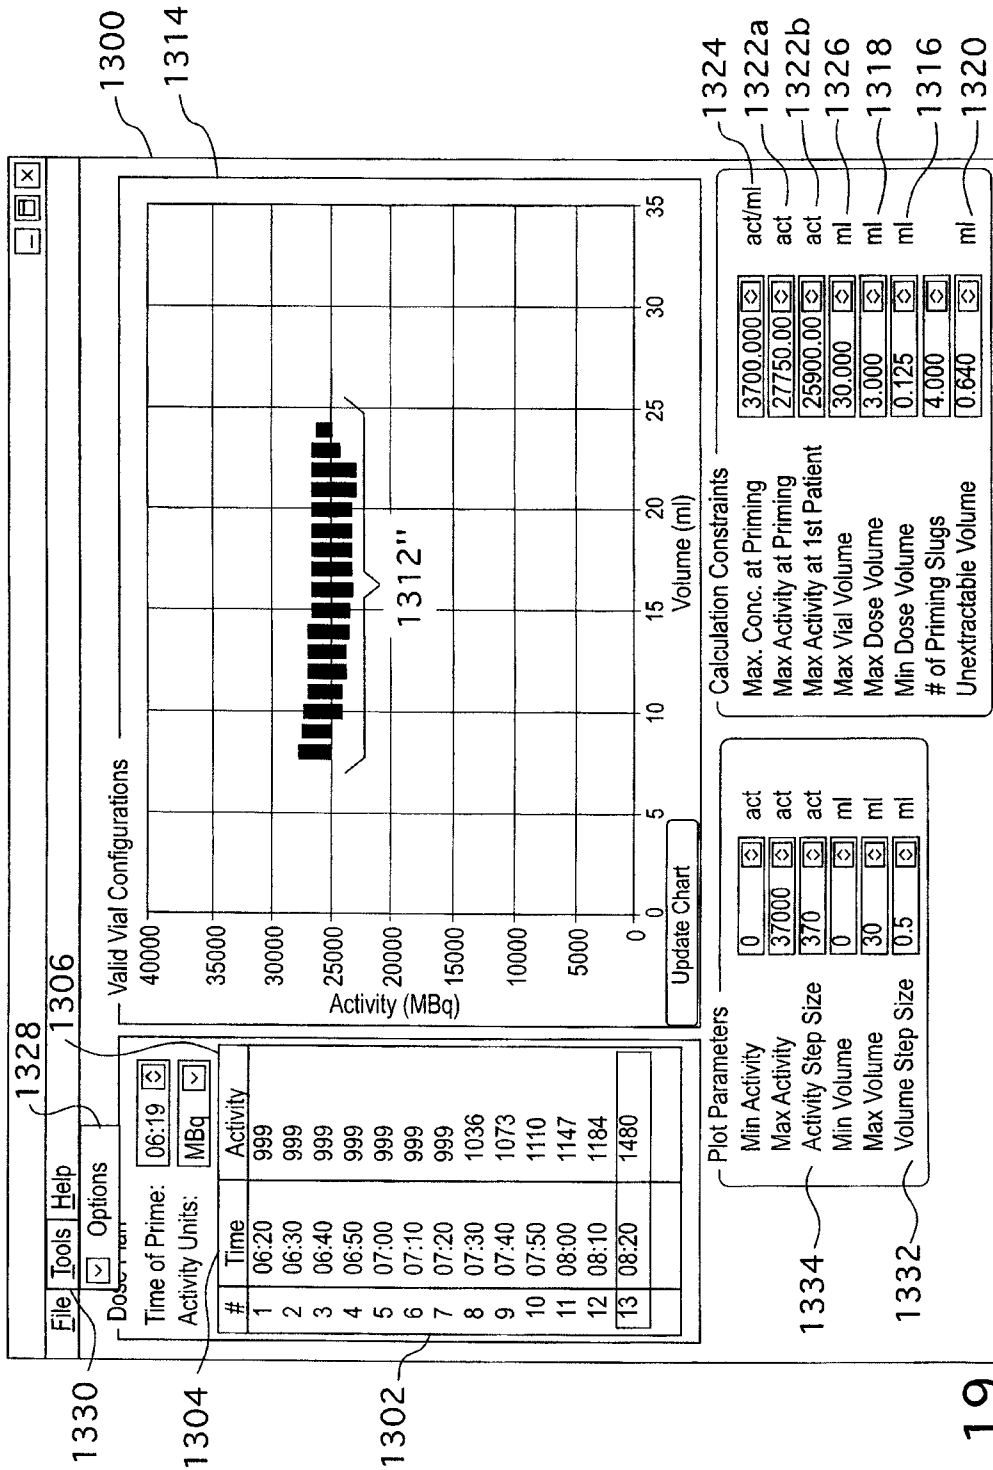 1328
1306
1330
1304
1302
1300
1314
File Tools Help
Options
Time of Prime: 06:19
Activity Units: MBq
# Time Activity
1 06:20 999
2 06:30 999
3 06:40 999
4 06:50 999
5 07:00 999
6 07:10 999
7 07:20 999
8 07:30 1036
9 07:40 1073
10 07:50 1110
11 08:00 1147
12 08:10 1184
13 08:20 1480
Valid Vial Configurations
Activity (MBq)
40000
35000
30000
25000
20000
15000
10000
5000
0
1312"
0 5 10 15 20 25 30 35
Volume (ml)
Update Chart
Plot Parameters
Min Activity 0 act
Max Activity 37000 act
Activity Step Size 370 act
Min Volume 0 ml
Max Volume 30 ml
Volume Step Size 0.5 ml
1334
1332
Calculation Constraints
Max. Conc. at Priming 3700.000 act/ml 1324
Max Activity at Priming 27750.00 act 1322a
Max Activity at 1st Patient 25900.00 act 1322b
Max Vial Volume 30.000 ml 1326
Max Dose Volume 3.000 ml 1318
Min Dose Volume 0.125 ml 1316
# of Priming Slugs 4.000
Unextractable Volume 0.640 ml 1320
19